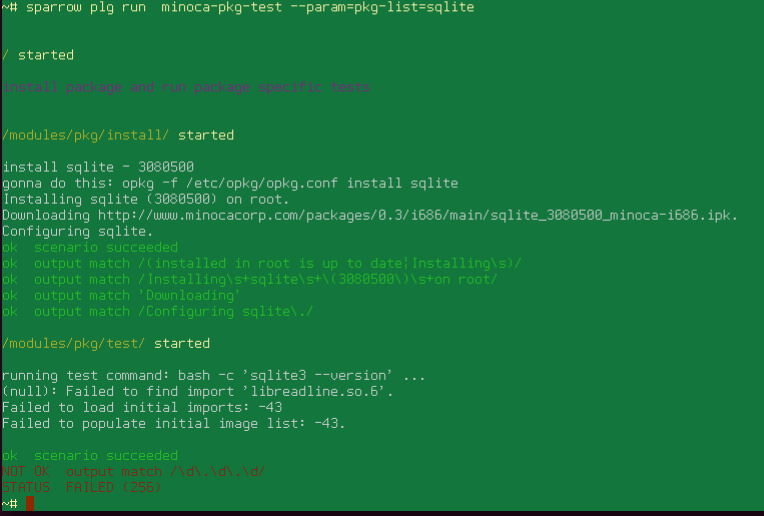 ~# sparrow plg run  minoca-pkg-test --param=pkg-list=sqlite
/ started
install package and run package specific tests
/modules/pkg/install/ started
install sqlite - 3080500
gonna do this: opkg -f /etc/opkg/opkg.conf install sqlite
Installing sqlite (3080500) on root.
Downloading http://www.minocacorp.com/packages/0.3/i686/main/sqlite_3080500_minoca-i686.ipk.
Configuring sqlite.
ok  scenario succeeded
ok  output match /(installed in root is up to date|Installing\s)/
ok  output match /Installing\s+sqlite\s+\(3080500\)\s+on root/
ok  output match 'Downloading'
ok  output match /Configuring sqlite\./
/modules/pkg/test/ started
running test command: bash -c 'sqlite3 --version' ...
(null): Failed to find import 'libreadline.so.6'.
Failed to load initial imports: -43
Failed to populate initial image list: -43.
ok  scenario succeeded
NOT OK  output match /\d\.\d\.\d/
STATUS  FAILED (256)
~#